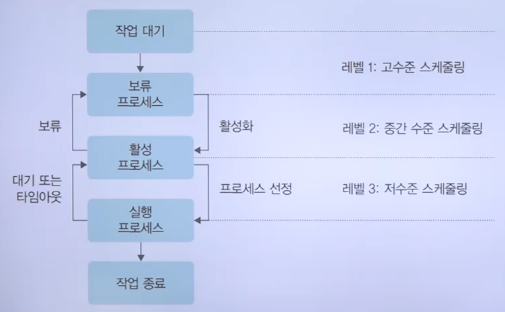 작업 대기
레벨 1: 고수준 스케줄링
보류
프로세스
보류
활성화
레벨 2: 중간 수준 스케줄링
활성
프로세스
대기 또는
타임아웃
프로세스 선정
레벨 3: 저수준 스케줄링
실행
프로세스
작업 종료